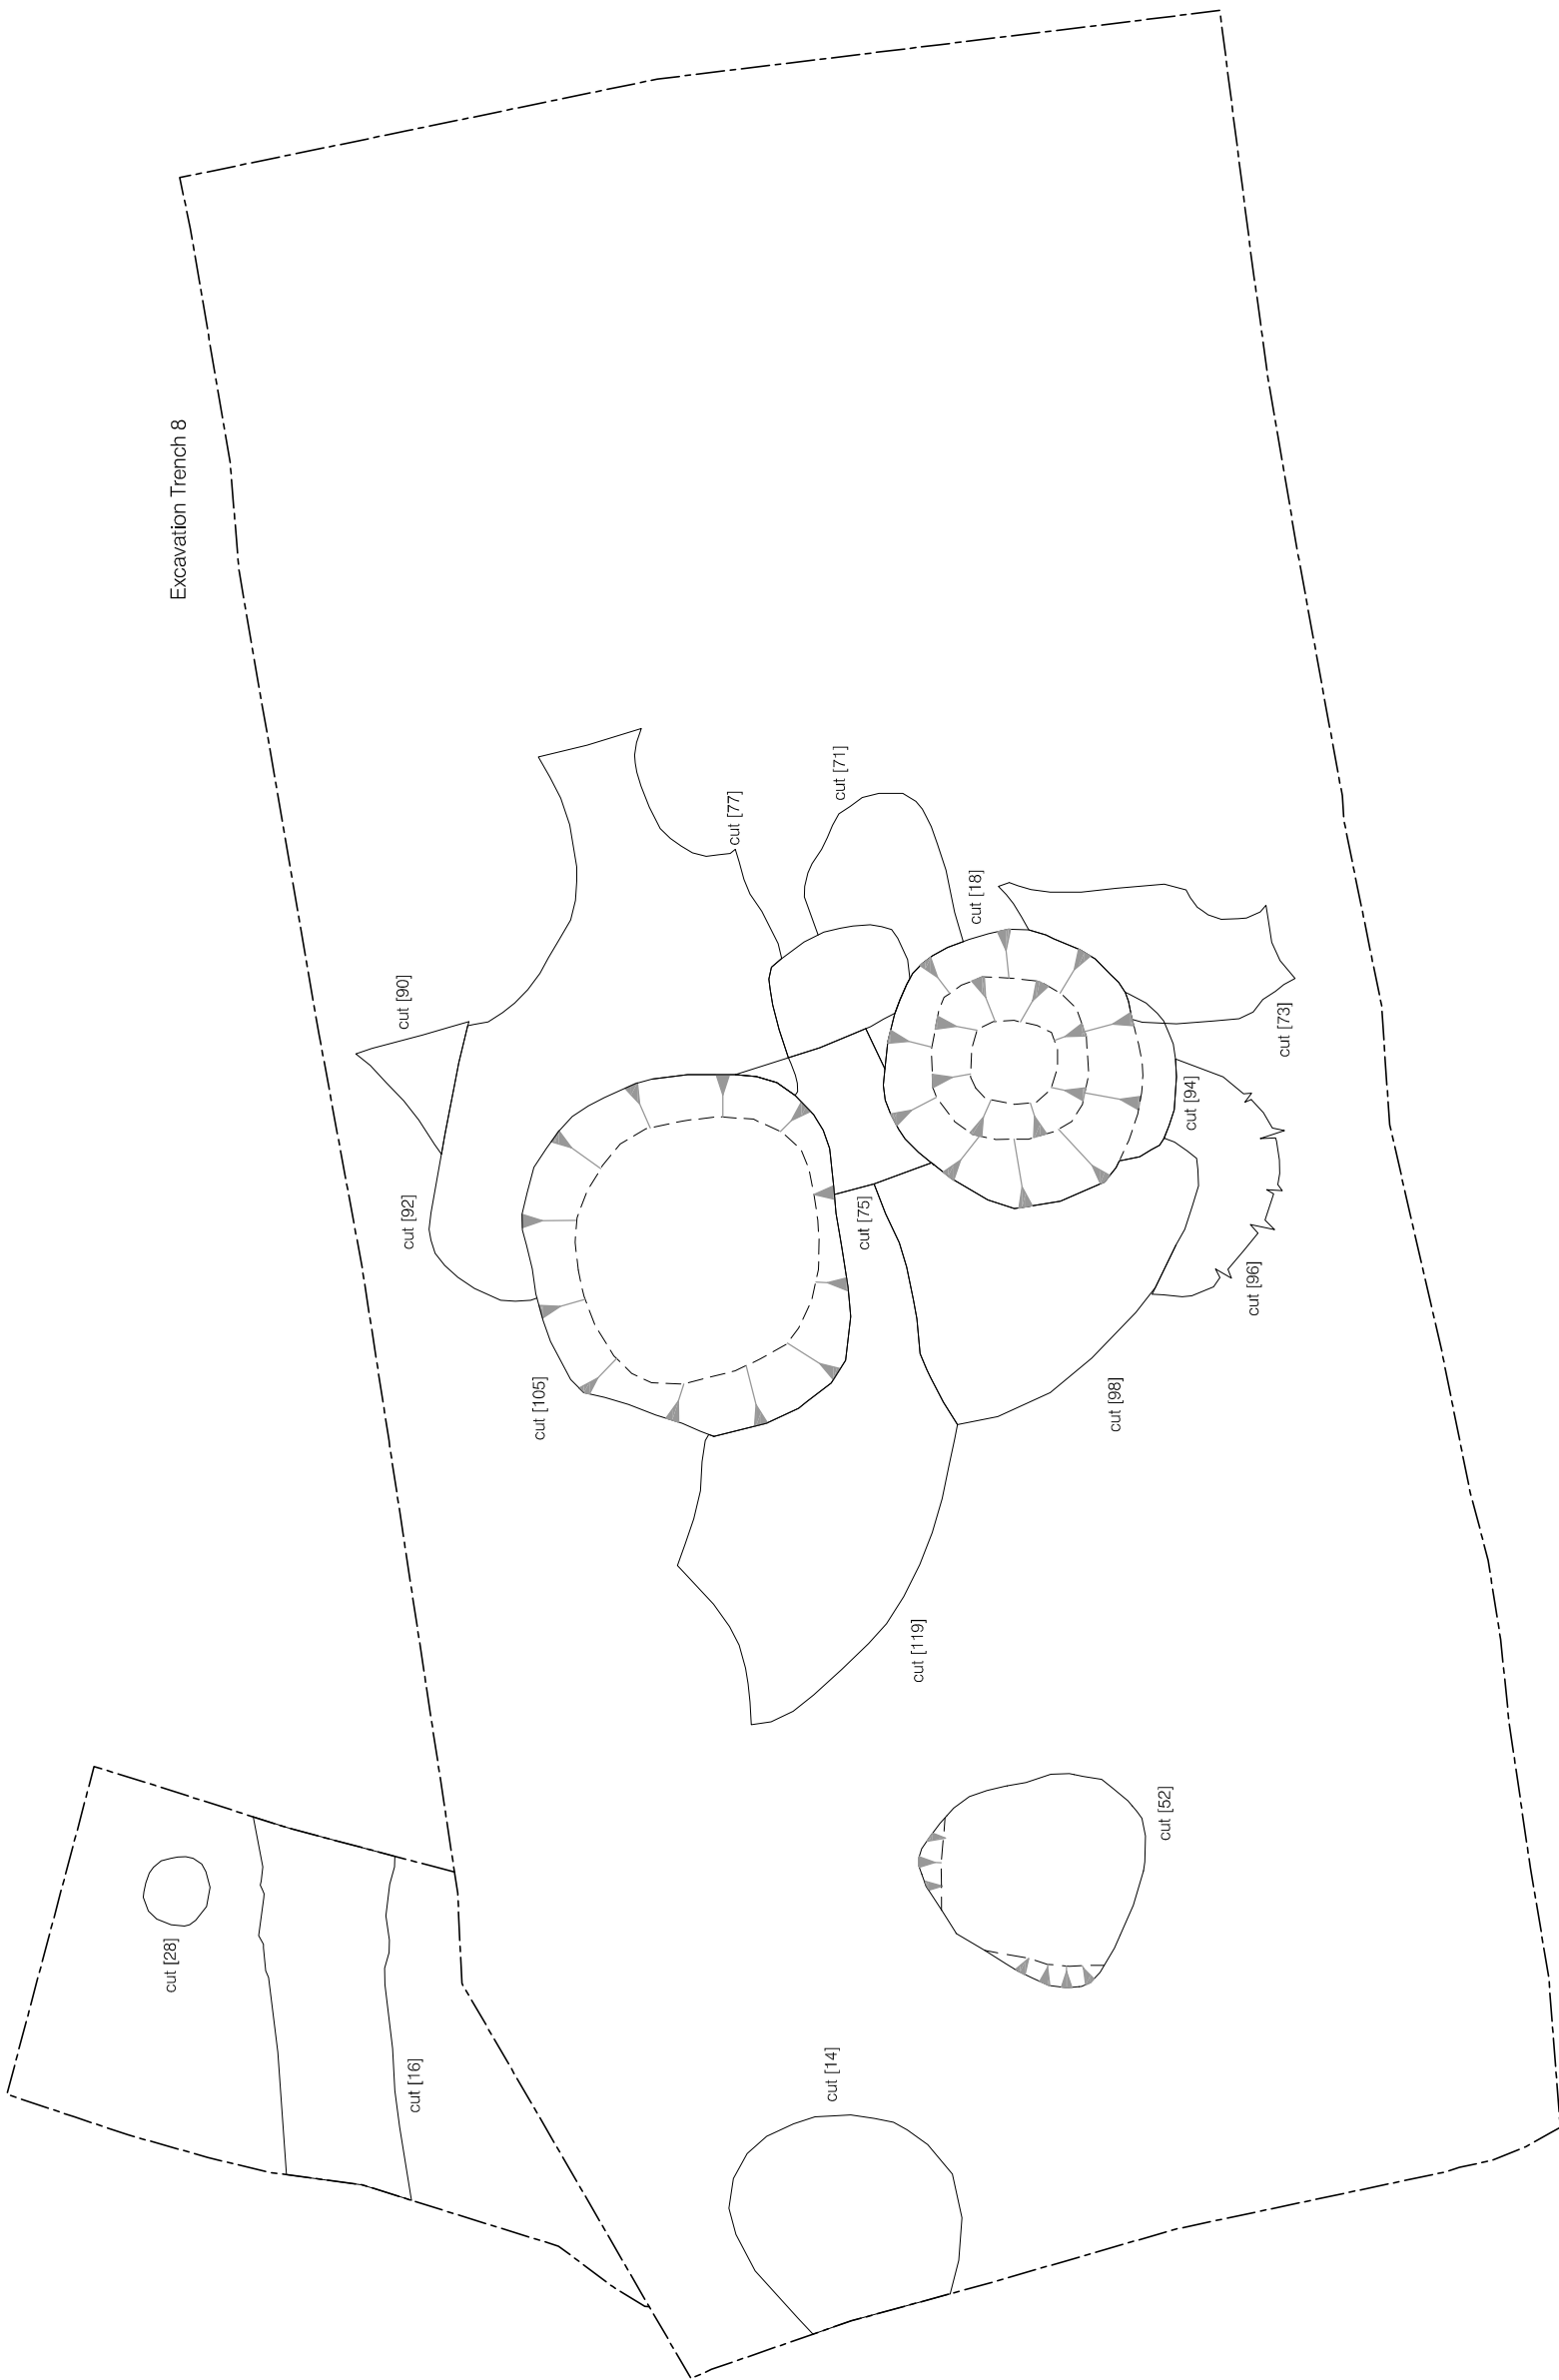 Excavation Trench 8
cut [71]
cut [77]
cut [18]
cut [90]
cut [73]
cut [94]
cut [92]
cut [75]
cut [96]
cut [105]
cut [98]
cut [119]
cut [52]
cut [28]
cut [14]
cut [16]